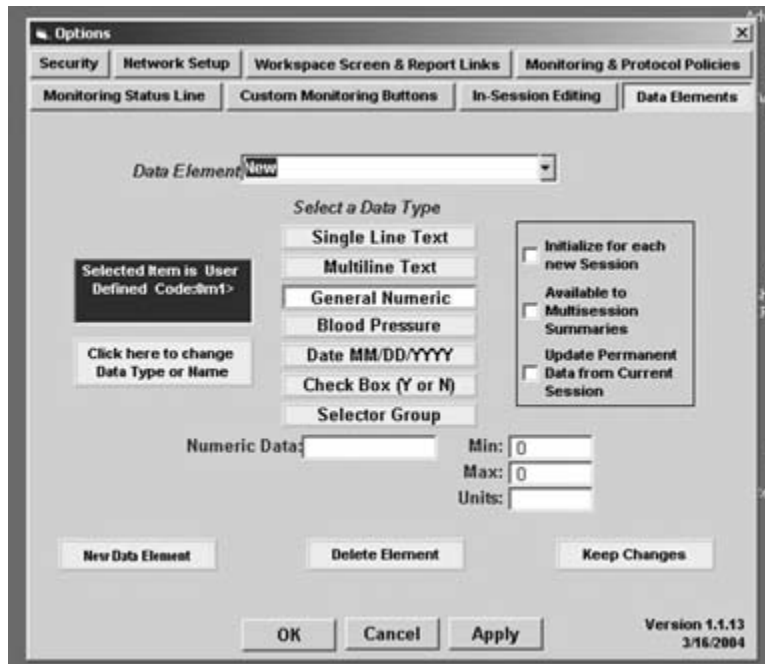 Options
Security Network Setup Workspace Screen & Report Links Monitoring & Protocol Policies
Monitoring Status Line Custom Monitoring Buttons In-Session Editing Data Elements
Data Element New
Select a Data Type
Single Line Text
Multiline Text
General Numeric
Blood Pressure
Date MM/DD/YYYY
Check Box (Y or N)
Selector Group
Selected Item is User
Defined Code:
Click here to change
Data Type or Name
Initialize for each
new Session
Available to
Multisession
Summaries
Update Permanent
Data from Current
Session
Numeric Data:
Min: 0
Max: 0
Units:
New Data Element Delete Element Keep Changes
OK Cancel Apply
Version 1.1.13
3/16/2004